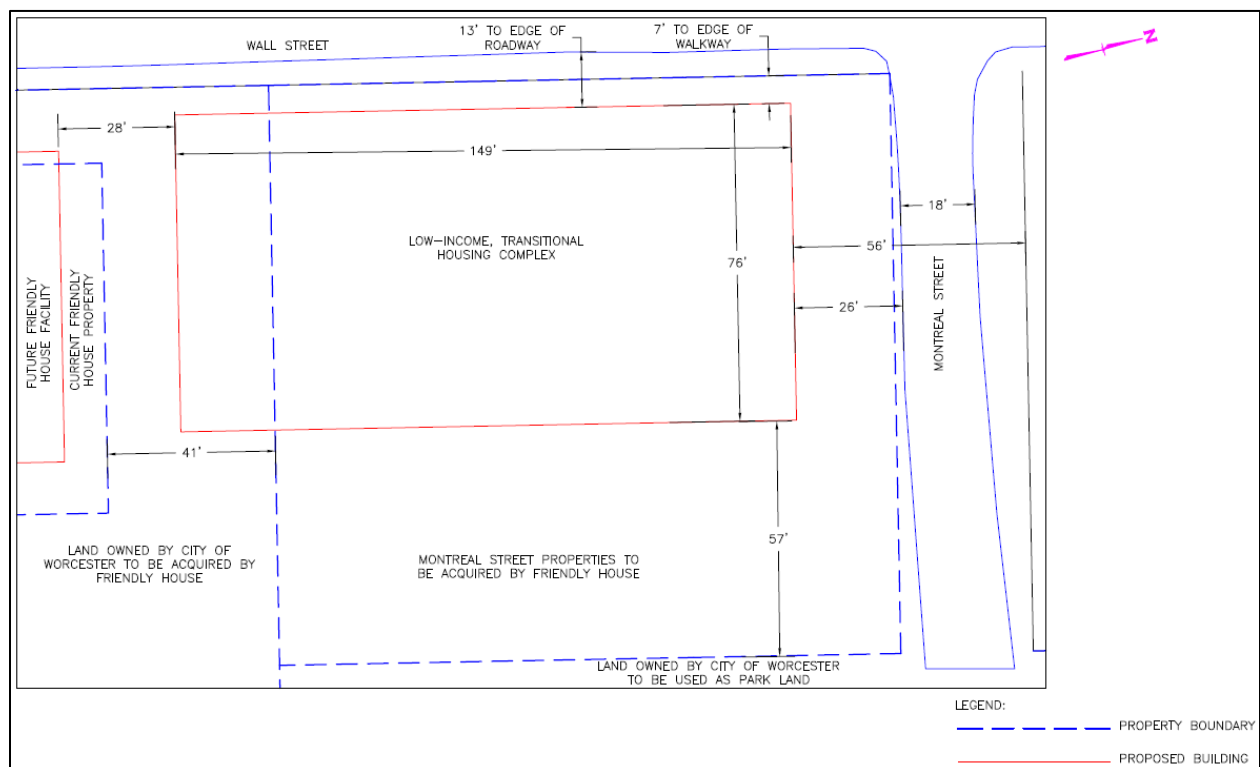 13' TO EDGE OF
ROADWAY
7' TO EDGE OF
WALKWAY
WALL STREET
N
28'
149'
18'
LOW-INCOME, TRANSITIONAL
HOUSING COMPLEX
56'
76'
26'
MONTREAL STREET
FUTURE FRIENDLY
HOUSE FACILITY
CURRENT FRIENDLY
HOUSE PROPERTY
41'
57'
LAND OWNED BY CITY OF
WORCESTER TO BE ACQUIRED BY
FRIENDLY HOUSE
MONTREAL STREET PROPERTIES TO
BE ACQUIRED BY FRIENDLY HOUSE
LAND OWNED BY CITY OF WORCESTER
TO BE USED AS PARK LAND
LEGEND:
PROPERTY BOUNDARY
PROPOSED BUILDING